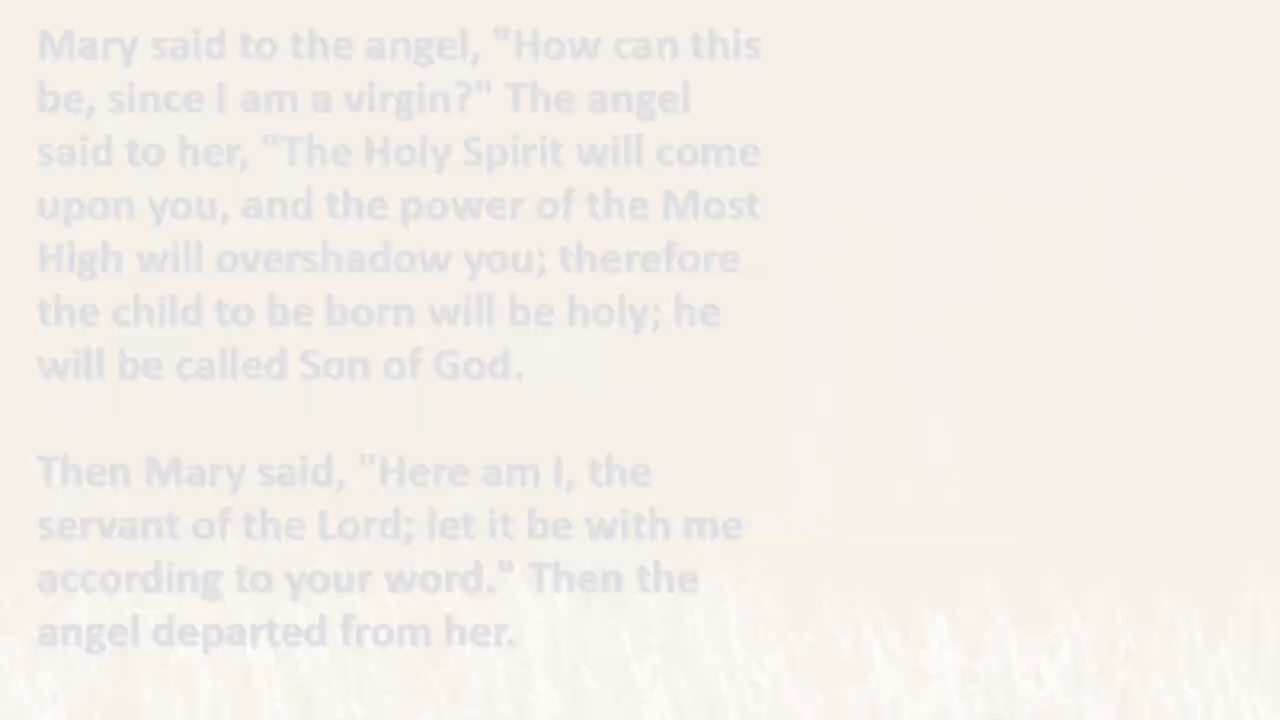 Mary said to the angel, "How can this
be, since I am a virgin?" The angel
said to her, "The Holy Spirit will come
upon you, and the power of the Most
High will overshadow you; therefore
the child to be born will be holy; he
will be called Son of God.
Then Mary said, "Here am I, the
servant of the Lord; let it be with me
according to your word." Then the
angel departed from her.